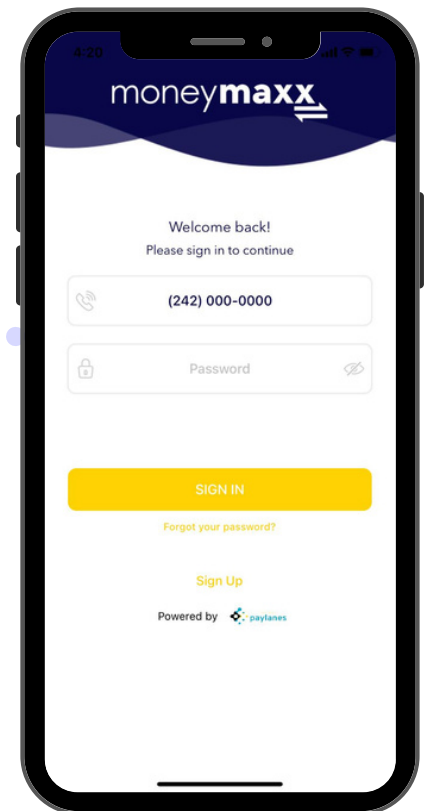 4:20
moneymaxx
Welcome back!
Please sign in to continue
(242) 000-0000
Password
SIGN IN
Forgot your password?
Sign Up
Powered by paylanes